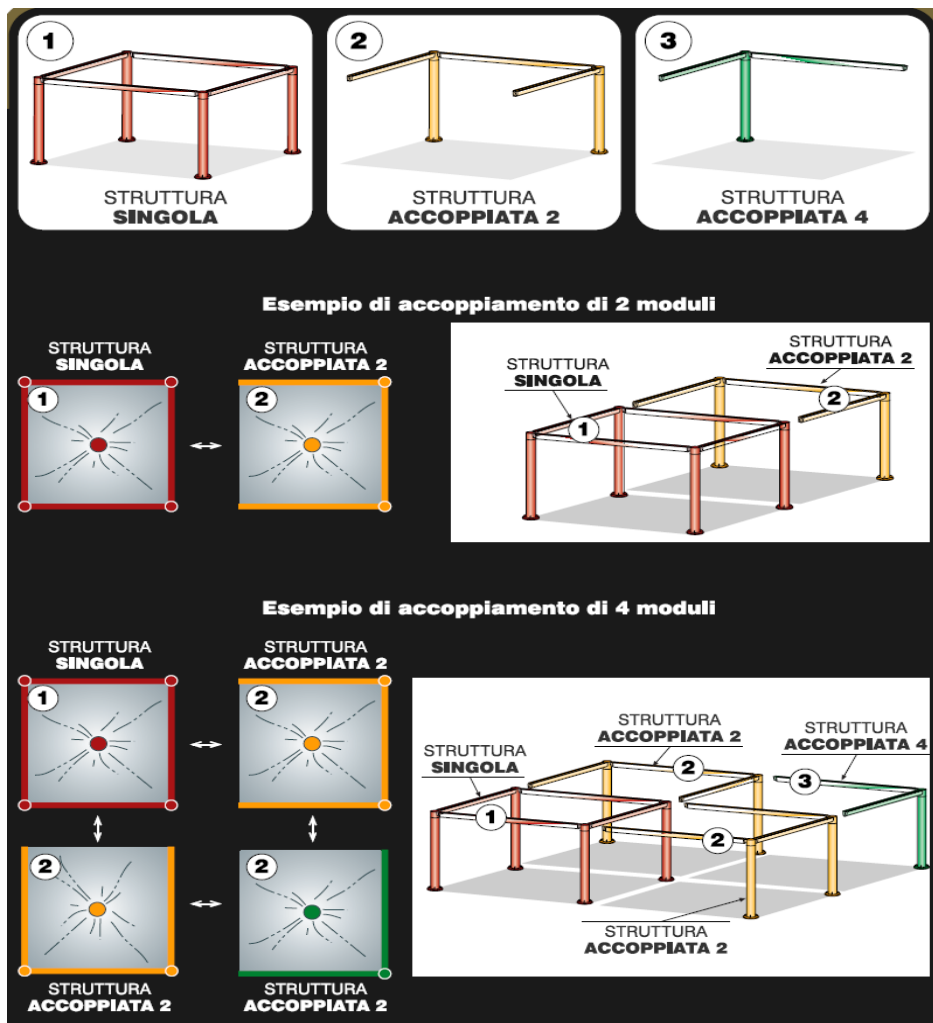 1
2
3
STRUTTURA
SINGOLA
STRUTTURA
ACCOPPIATA 2
STRUTTURA
ACCOPPIATA 4
Esempio di accoppiamento di 2 moduli
STRUTTURA
SINGOLA
STRUTTURA
ACCOPPIATA 2
1
2
STRUTTURA
SINGOLA
STRUTTURA
ACCOPPIATA 2
1
2
Esempio di accoppiamento di 4 moduli
STRUTTURA
SINGOLA
STRUTTURA
ACCOPPIATA 2
1
2
2
2
STRUTTURA
ACCOPPIATA 2
STRUTTURA
ACCOPPIATA 2
STRUTTURA
SINGOLA
STRUTTURA
ACCOPPIATA 2
STRUTTURA
ACCOPPIATA 4
1
2
3
2
STRUTTURA
ACCOPPIATA 2